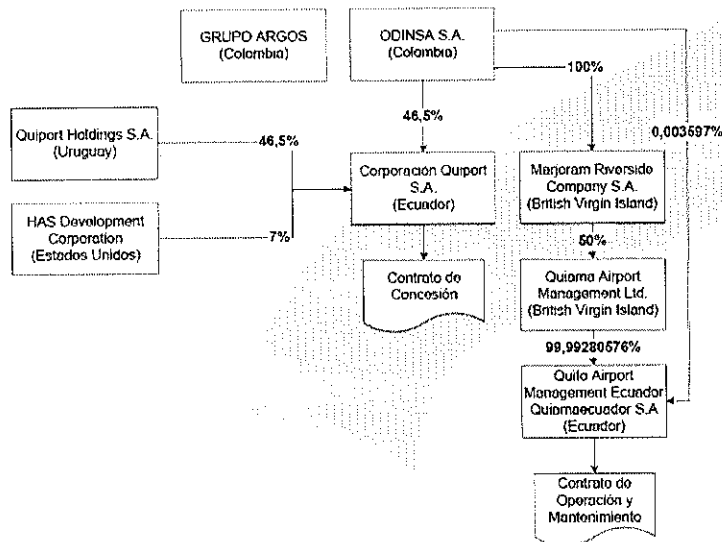 GRUPO ARGOS
(Colombia)
ODINSA S.A.
(Colombia)
100%
46,5%
0,003597%
Quiport Holdings S.A.
(Uruguay)
46,5%
Corporación Quiport
S.A.
(Ecuador)
Marjoram Riverside
Company S.A.
(British Virgin Island)
HAS Development
Corporation
(Estados Unidos)
7%
50%
Contrato de
Concesión
Quiama Airport
Management Ltd.
(British Virgin Island)
99,99280576%
Quito Airport
Management Ecuador
Quiamaecuador S.A
(Ecuador)
Contrato de
Operación y
Mantenimiento